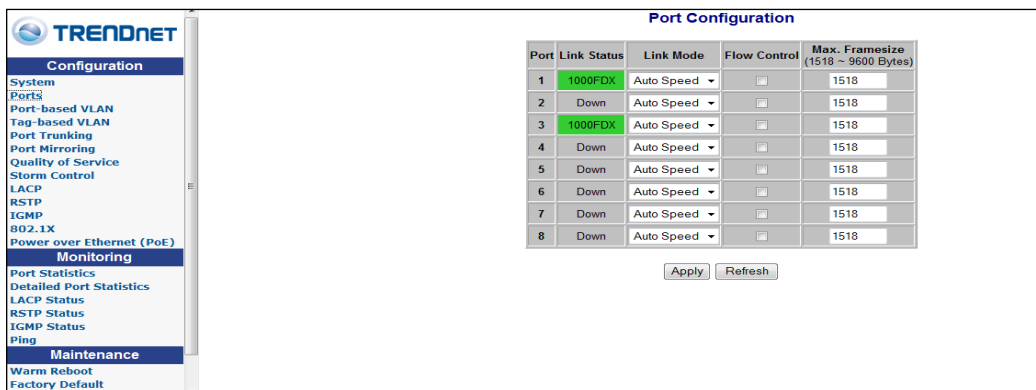 TRENDNET
Configuration
System
Ports
Port-based VLAN
Tag-based VLAN
Port Trunking
Port Mirroring
Quality of Service
Storm Control
LACP
RSTP
IGMP
802.1X
Power over Ethernet (PoE)
Monitoring
Port Statistics
Detailed Port Statistics
LACP Status
RSTP Status
IGMP Status
Ping
Maintenance
Warm Reboot
Factory Default
Port Configuration
Port Link Status Link Mode Flow Control Max. Framesize (1518 ~ 9600 Bytes)
1 1000FDX Auto Speed 1518
2 Down Auto Speed 1518
3 1000FDX Auto Speed 1518
4 Down Auto Speed 1518
5 Down Auto Speed 1518
6 Down Auto Speed 1518
7 Down Auto Speed 1518
8 Down Auto Speed 1518
Apply Refresh